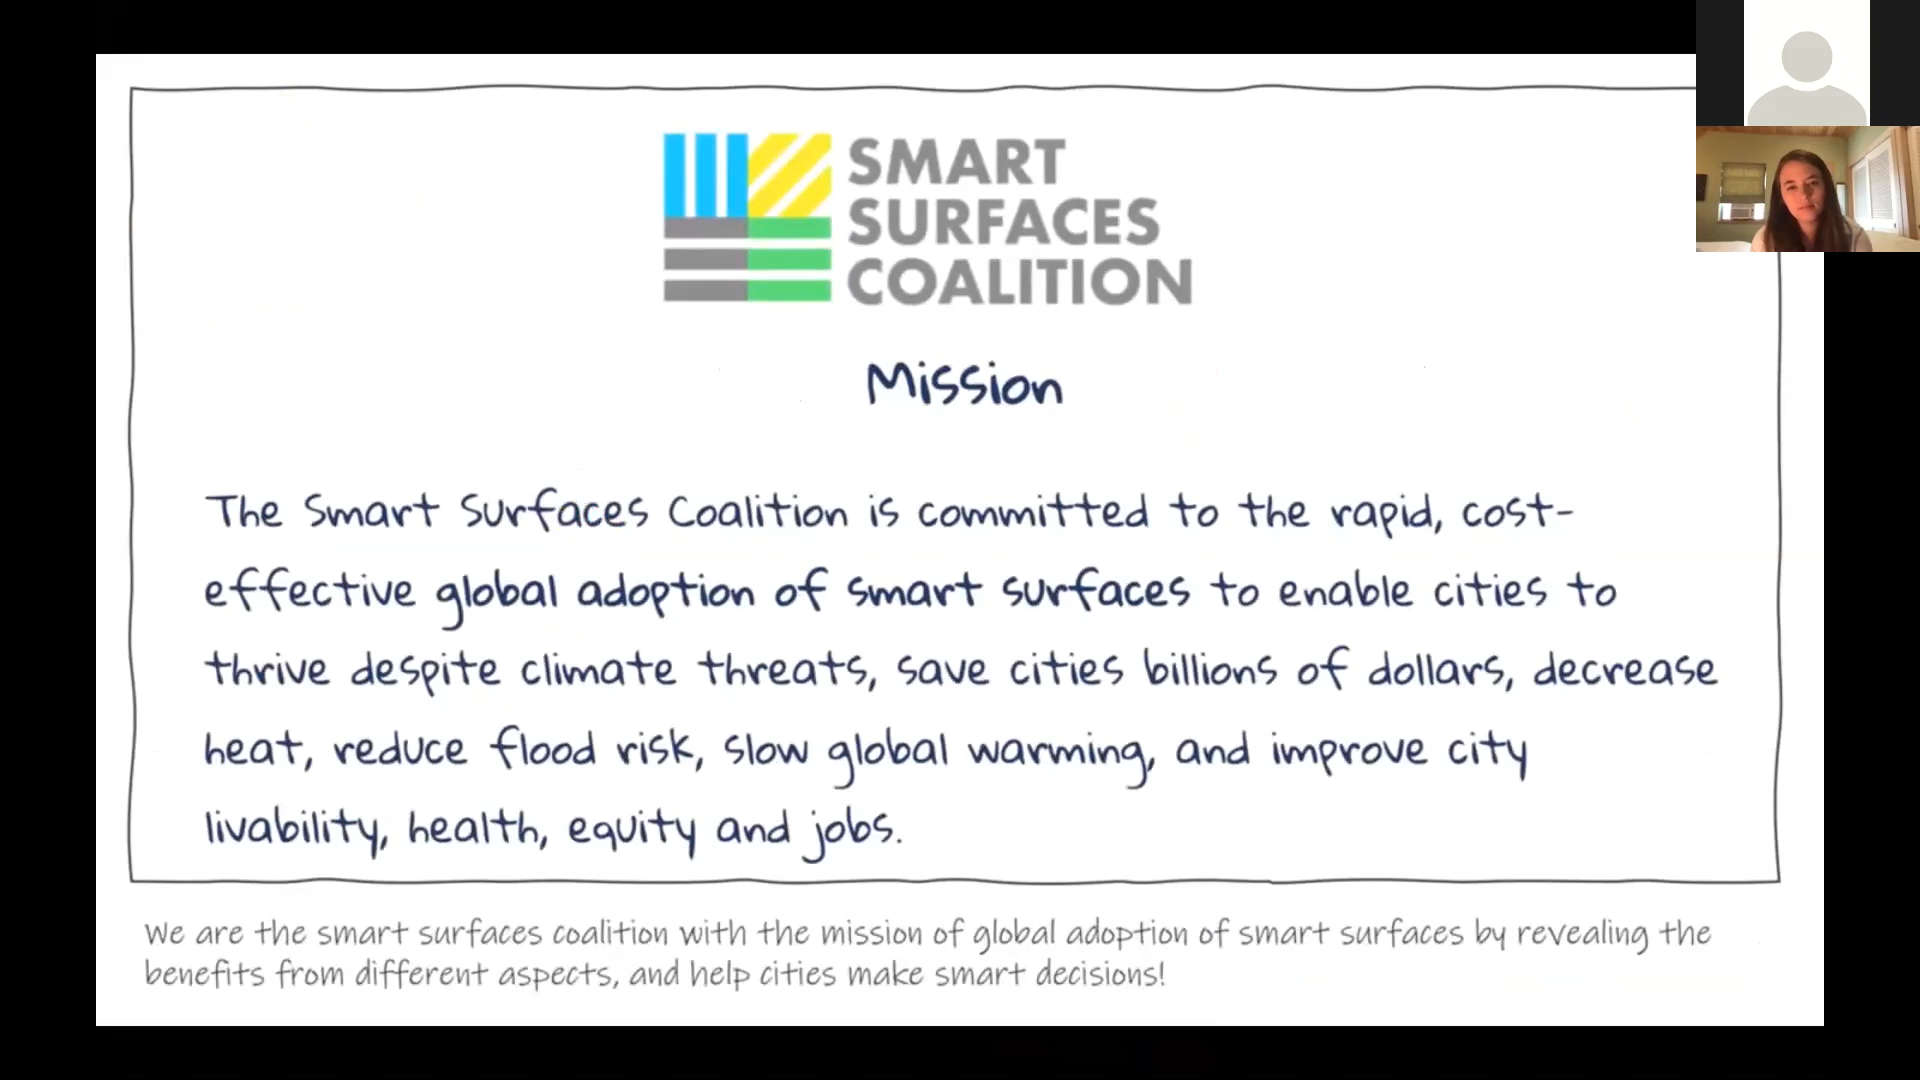 SMART
SURFACES
COALITION
Mission
The Smart Surfaces Coalition is committed to the rapid, cost-
effective global adoption of smart surfaces to enable cities to
thrive despite climate threats, save cities billions of dollars, decrease
heat, reduce flood risk, slow global warming, and improve city
livability, health, equity and jobs.
We are the smart surfaces coalition with the mission of global adoption of smart surfaces by revealing the
benefits from different aspects, and help cities make smart decisions!